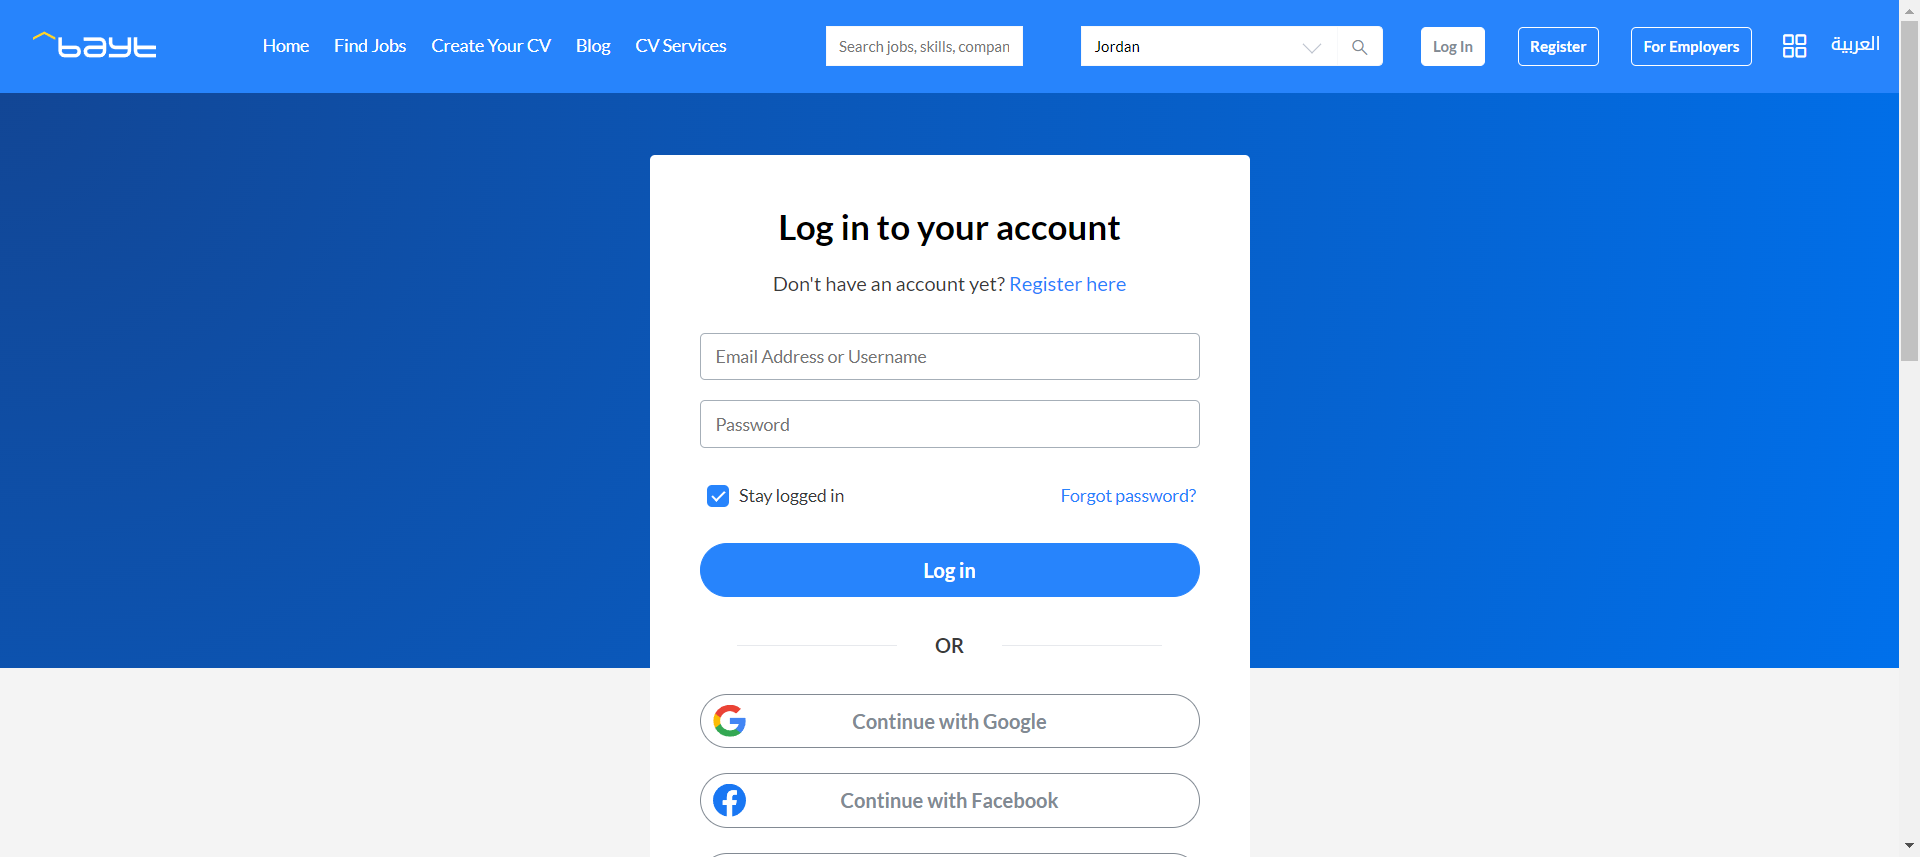 bayt
Home Find Jobs Create Your CV Blog CV Services
Search jobs, skills, compan
Jordan
Log In
Register
For Employers
العربية
Log in to your account
Don't have an account yet? Register here
Email Address or Username
Password
Stay logged in
Forgot password?
Log in
OR
Continue with Google
Continue with Facebook